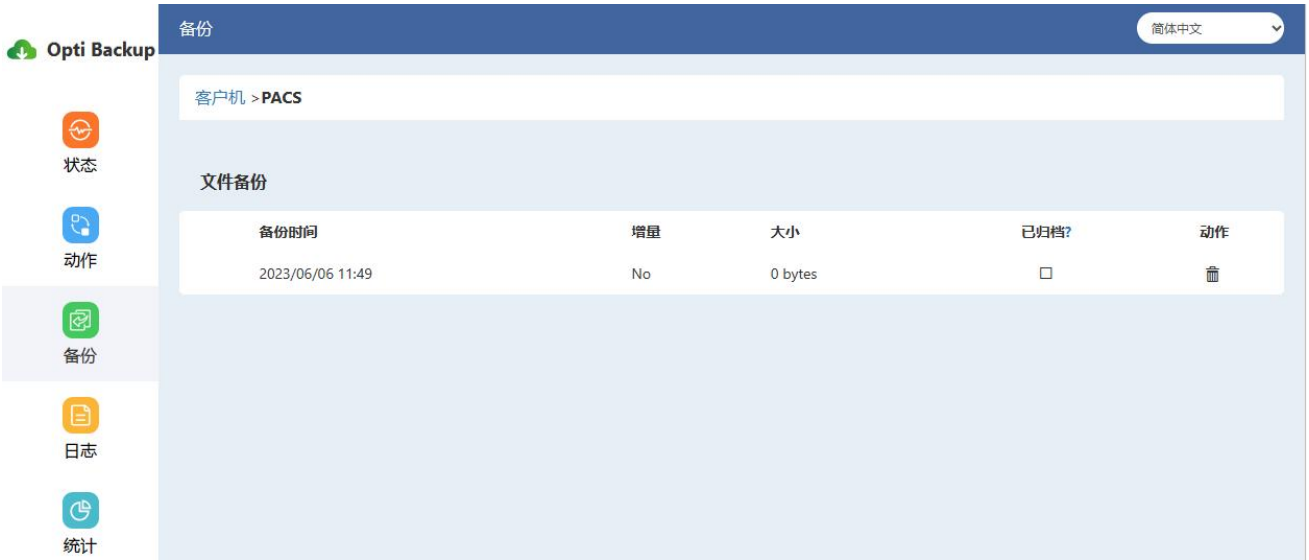 Opti Backup
状态
动作
备份
日志
统计
备份
简体中文
客户机 >PACS
文件备份
备份时间 增量 大小 已归档? 动作
2023/06/06 11:49 No 0 bytes